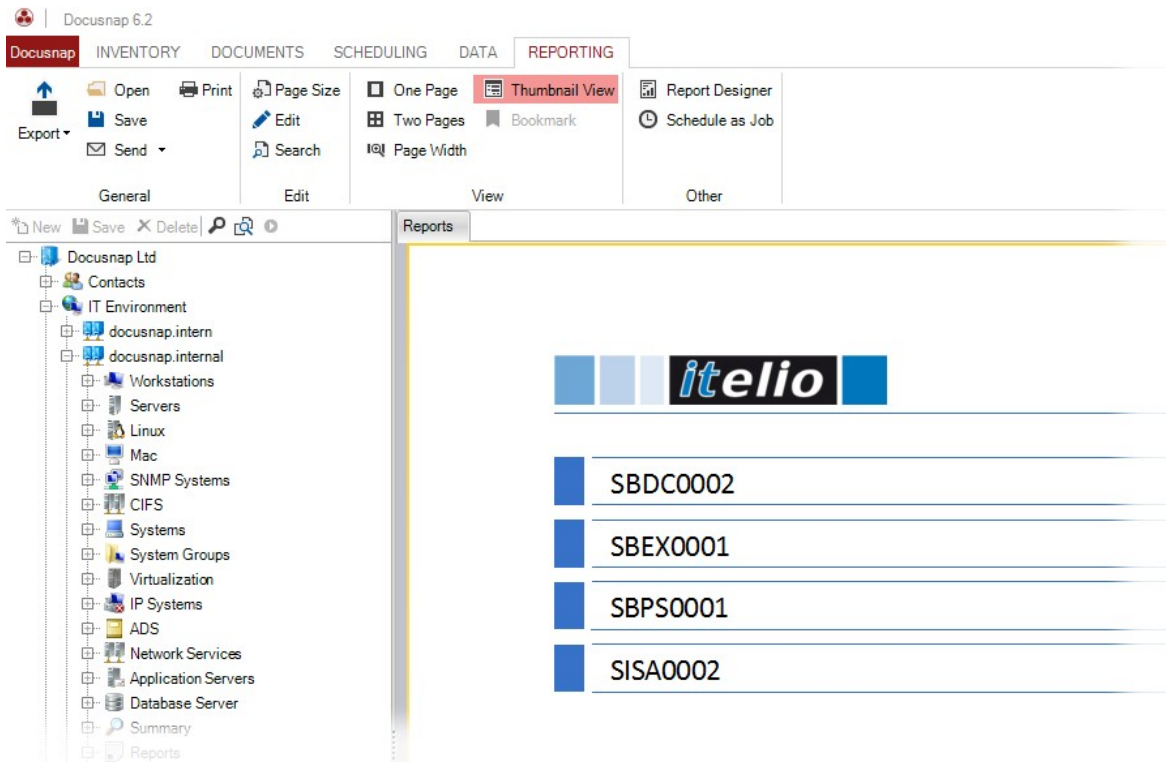 Docusnap 6.2
Docusnap INVENTORY DOCUMENTS SCHEDULING DATA REPORTING
Open Print Page Size One Page Thumbnail View Report Designer
Export Save Edit Two Pages Bookmark Schedule as Job
Send Search Page Width
General Edit View Other
New Save Delete Reports
Docusnap Ltd
Contacts
IT Environment
docusnap.intern
docusnap.internal
Workstations
Servers
Linux
Mac
SNMP Systems
CIFS
Systems
System Groups
Virtualization
IP Systems
ADS
Network Services
Application Servers
Database Server
Summary
Reports
itelio
SBDC0002
SBEX0001
SBPS0001
SISA0002